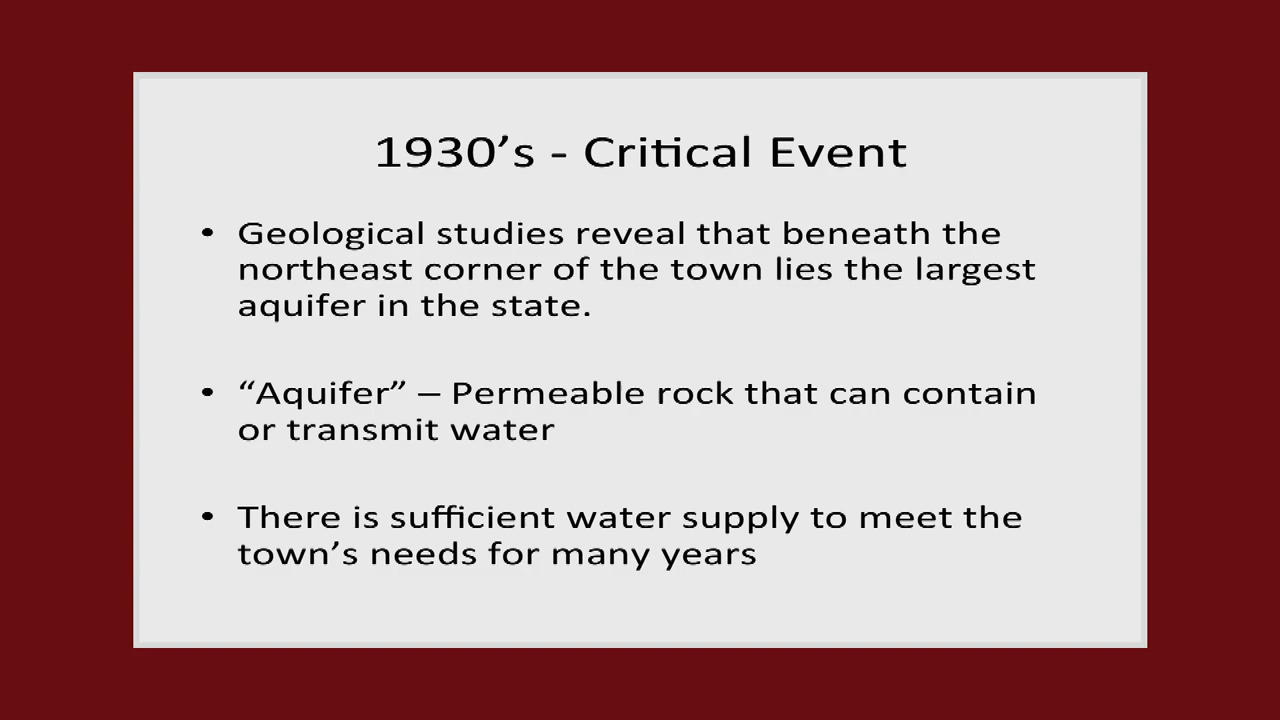 1930’s - Critical Event
• Geological studies reveal that beneath the
northeast corner of the town lies the largest
aquifer in the state.
• “Aquifer” – Permeable rock that can contain
or transmit water
• There is sufficient water supply to meet the
town’s needs for many years